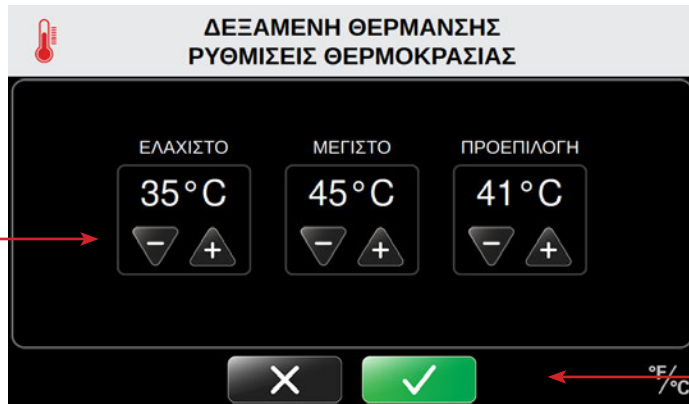 ΔΕΞΑΜΕΝΗ ΘΕΡΜΑΝΣΗΣ
ΡΥΘΜΙΣΕΙΣ ΘΕΡΜΟΚΡΑΣΙΑΣ
ΕΛΑΧΙΣΤΟ ΜΕΓΙΣΤΟ ΠΡΟΕΠΙΛΟΓΗ
35°C 45°C 41°C
− + − + − +
°F/°C